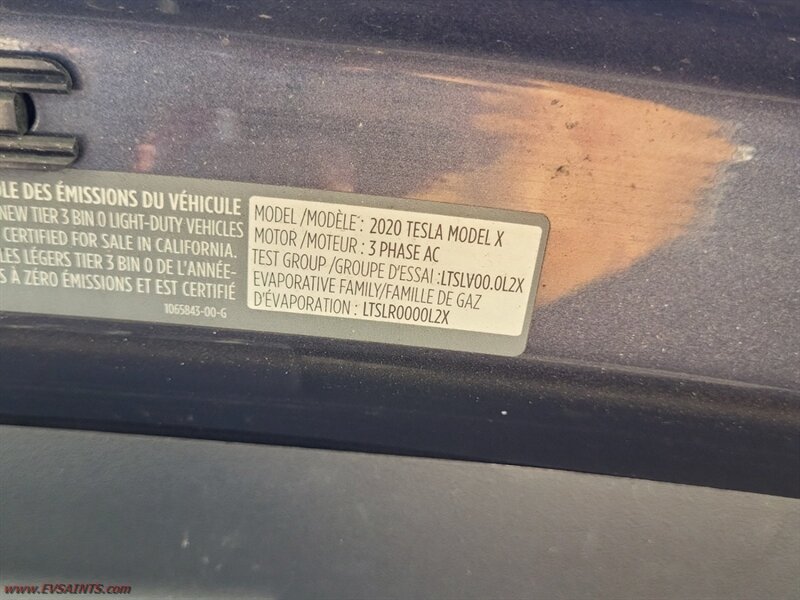 LE DES ÉMISSIONS DU VÉHICULE
NEW TIER 3 BIN 0 LIGHT-DUTY VEHICLES
CERTIFIED FOR SALE IN CALIFORNIA.
LES LÉGERS TIER 3 BIN 0 DE L'ANNÉE-
S À ZÉRO ÉMISSIONS ET EST CERTIFIÉ
1065843-00-G
MODEL /MODÈLE : 2020 TESLA MODEL X
MOTOR /MOTEUR : 3 PHASE AC
TEST GROUP /GROUPE D'ESSAI :LTSLV00.0L2X
EVAPORATIVE FAMILY/FAMILLE DE GAZ
D'ÉVAPORATION : LTSLR0000L2X
www.EVSAINTS.com